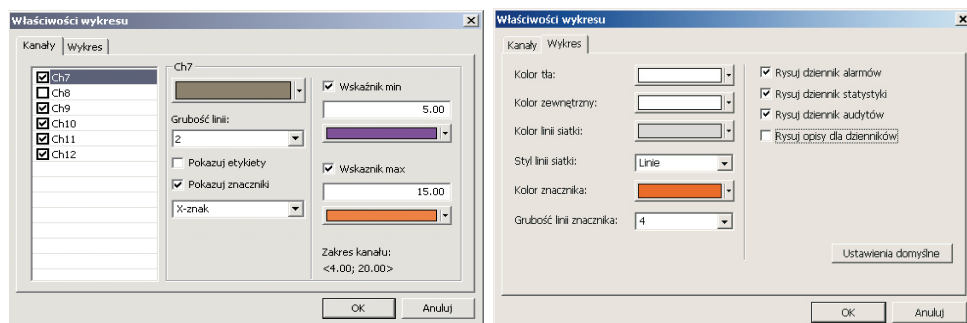 Właściwości wykresu
Kanały Wykres
Ch7
Ch8
Ch9
Ch10
Ch11
Ch12
Ch7
Grubość linii:
2
Pokazuj etykiety
Pokazuj znaczniki
X-znak
Wskaźnik min
5.00
Wskaznik max
15.00
Zakres kanału:
<4.00; 20.00>
OK Anuluj
Właściwości wykresu
Kanały Wykres
Kolor tła:
Kolor zewnętrzny:
Kolor linii siatki:
Styl linii siatki: Linie
Kolor znacznika:
Grubość linii znacznika: 4
Rysuj dziennik alarmów
Rysuj dziennik statystyki
Rysuj dziennik audytów
Rysuj opisy dla dzienników
Ustawienia domyślne
OK Anuluj